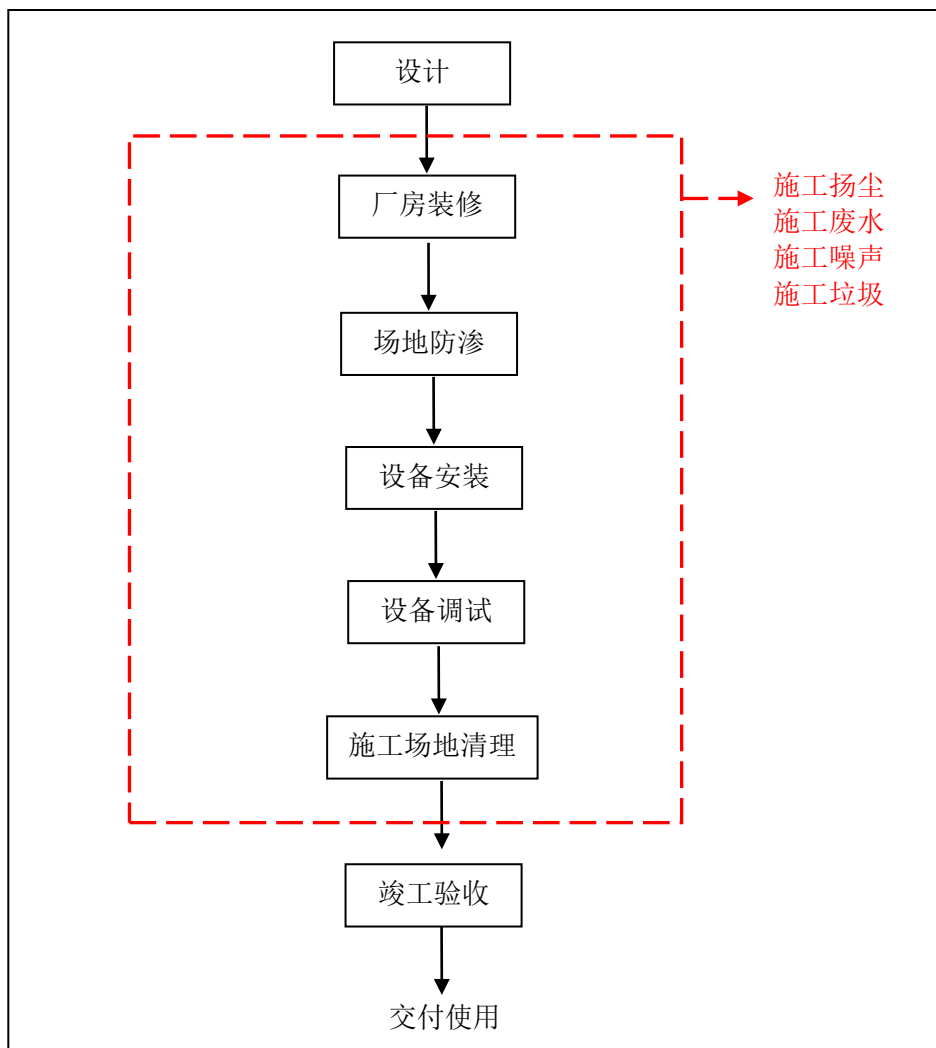 设计
厂房装修
施工扬尘
施工废水
施工噪声
施工垃圾
场地防渗
设备安装
设备调试
施工场地清理
竣工验收
交付使用